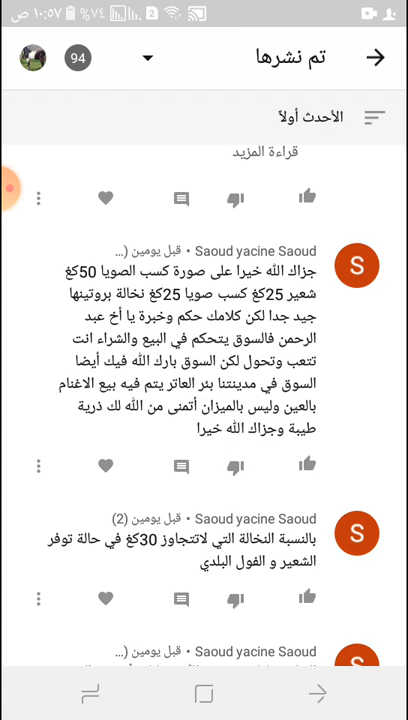 ١٠:٥٧ ص ٧٤٪ 2
تم نشرها
94
الأحدث أولاً
قراءة المزيد
Saoud yacine Saoud • قبل يومين (...
جزاك الله خيرا على صورة كسب الصويا 50كغ
شعير 25كغ كسب صويا 25كغ نخالة بروتينها
جيد جدا لكن كلامك حكم وخبرة يا أخ عبد
الرحمن فالسوق يتحكم في البيع والشراء انت
تتعب وتحول لكن السوق بارك الله فيك أيضا
السوق في مدينتنا بئر العاتر يتم فيه بيع الاغنام
بالعين وليس بالميزان أتمنى من الله لك ذرية
طيبة وجزاك الله خيرا
S
Saoud yacine Saoud • قبل يومين (2)
بالنسبة النخالة التي لاتتجاوز 30كغ في حالة توفر
الشعير و الفول البلدي
S
Saoud yacine Saoud • قبل يومين (...